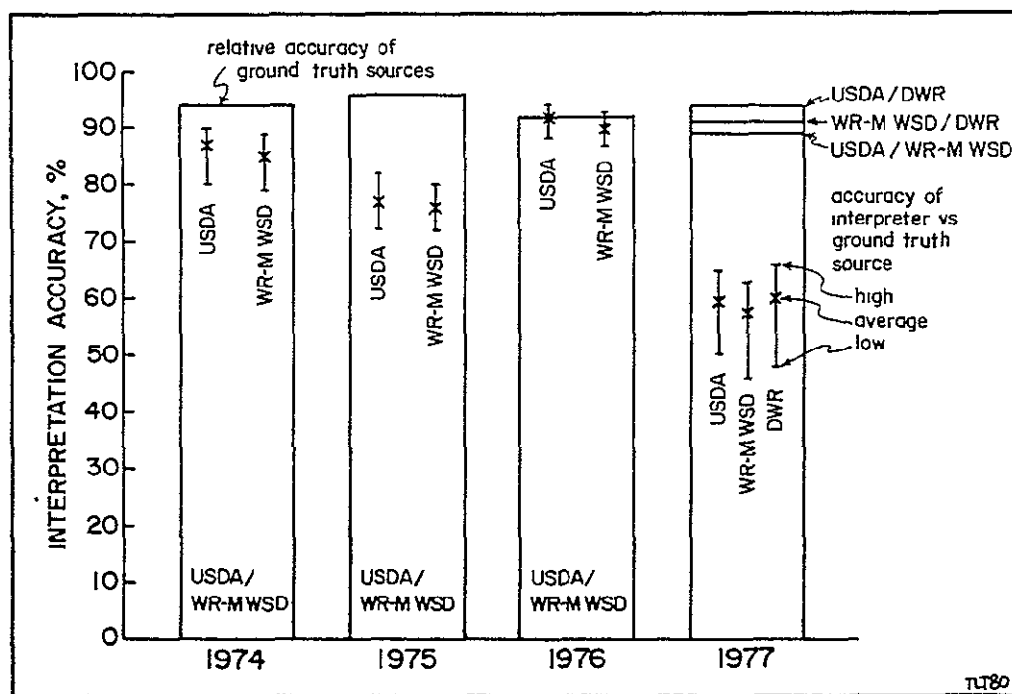 relative accuracy of
ground truth sources
INTERPRETATION ACCURACY, %
100
90
80
70
60
50
40
30
20
10
0
USDA
WR-M WSD
USDA/
WR-M WSD
1974
USDA
WR-M WSD
USDA/
WR-M WSD
1975
USDA
WR-M WSD
USDA/
WR-M WSD
1976
USDA/DWR
WR-M WSD/DWR
USDA/WR-M WSD
accuracy of
interpreter vs
ground truth
source
high
average
low
USDA
WR-M WSD
DWR
1977
TLT80